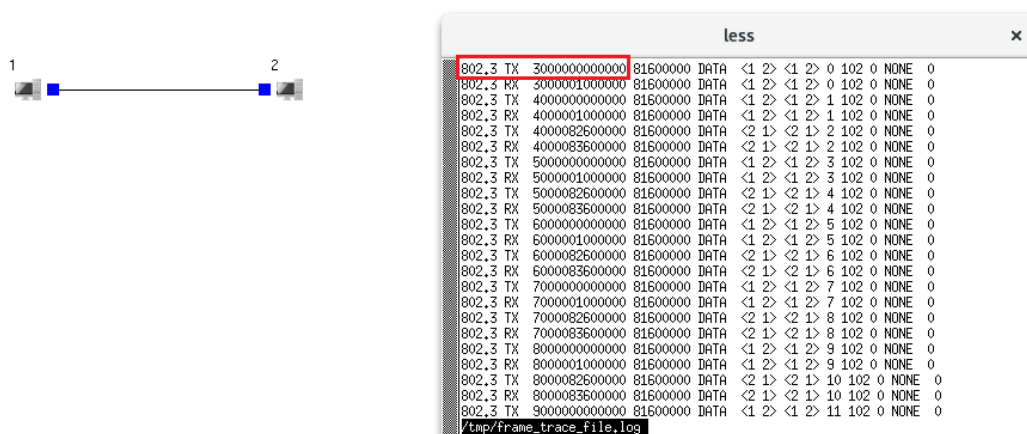 1
2
less
×
802.3 TX 3000000000000 81600000 DATA <1 2> <1 2> 0 102 0 NONE 0
802.3 RX 3000001000000 81600000 DATA <1 2> <1 2> 0 102 0 NONE 0
802.3 TX 4000000000000 81600000 DATA <1 2> <1 2> 1 102 0 NONE 0
802.3 RX 4000001000000 81600000 DATA <1 2> <1 2> 1 102 0 NONE 0
802.3 TX 4000082600000 81600000 DATA <2 1> <2 1> 2 102 0 NONE 0
802.3 RX 4000083600000 81600000 DATA <2 1> <2 1> 2 102 0 NONE 0
802.3 TX 5000000000000 81600000 DATA <1 2> <1 2> 3 102 0 NONE 0
802.3 RX 5000001000000 81600000 DATA <1 2> <1 2> 3 102 0 NONE 0
802.3 TX 5000082600000 81600000 DATA <2 1> <2 1> 4 102 0 NONE 0
802.3 RX 5000083600000 81600000 DATA <2 1> <2 1> 4 102 0 NONE 0
802.3 TX 6000000000000 81600000 DATA <1 2> <1 2> 5 102 0 NONE 0
802.3 RX 6000001000000 81600000 DATA <1 2> <1 2> 5 102 0 NONE 0
802.3 TX 6000082600000 81600000 DATA <2 1> <2 1> 6 102 0 NONE 0
802.3 RX 6000083600000 81600000 DATA <2 1> <2 1> 6 102 0 NONE 0
802.3 TX 7000000000000 81600000 DATA <1 2> <1 2> 7 102 0 NONE 0
802.3 RX 7000001000000 81600000 DATA <1 2> <1 2> 7 102 0 NONE 0
802.3 TX 7000082600000 81600000 DATA <2 1> <2 1> 8 102 0 NONE 0
802.3 RX 7000083600000 81600000 DATA <2 1> <2 1> 8 102 0 NONE 0
802.3 TX 8000000000000 81600000 DATA <1 2> <1 2> 9 102 0 NONE 0
802.3 RX 8000001000000 81600000 DATA <1 2> <1 2> 9 102 0 NONE 0
802.3 TX 8000082600000 81600000 DATA <2 1> <2 1> 10 102 0 NONE 0
802.3 RX 8000083600000 81600000 DATA <2 1> <2 1> 10 102 0 NONE 0
802.3 TX 9000000000000 81600000 DATA <1 2> <1 2> 11 102 0 NONE 0
/tmp/frame_trace_file.log